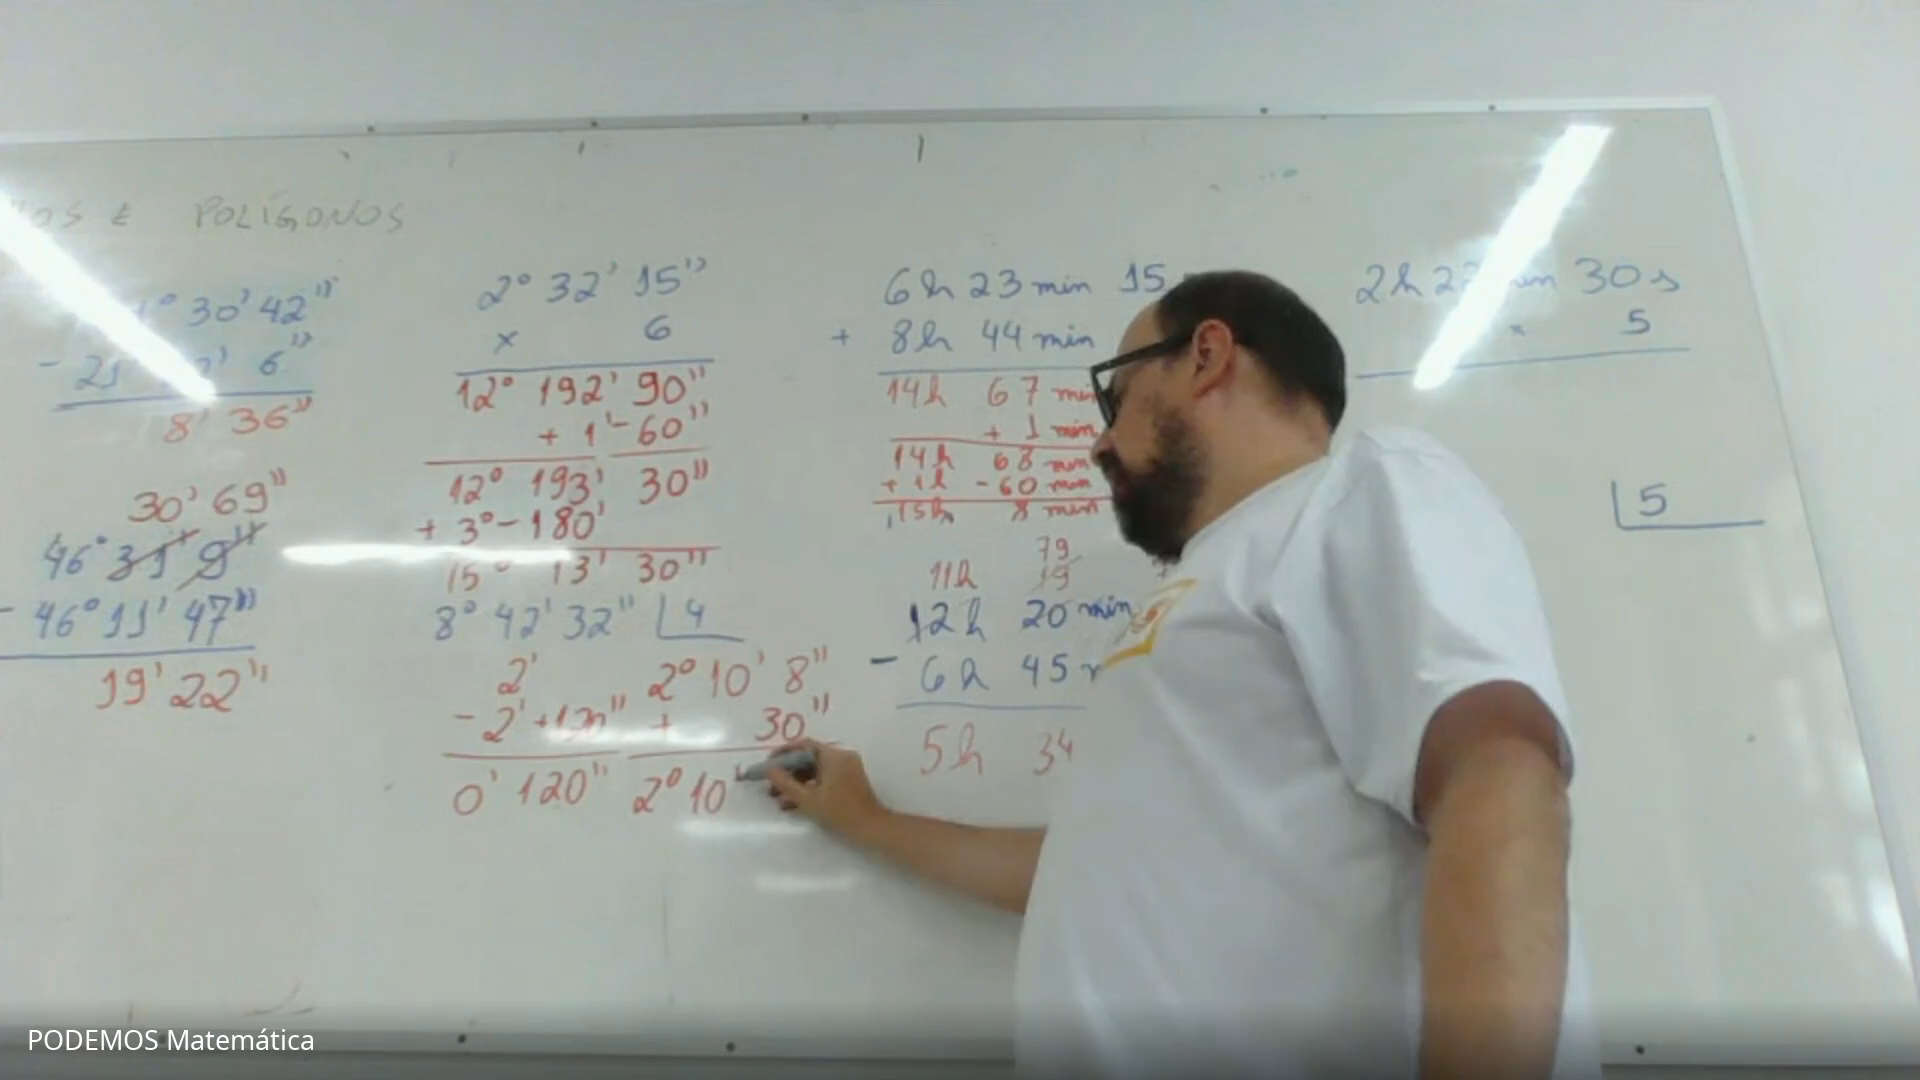 OS E POLÍGONOS
1° 30' 42"
- 21 6"
8' 36"
30' 69"
46° 31' 9"
- 46° 11' 47"
19' 22"
2° 32' 15"
x 6
12° 192' 90"
+ 1' - 60"
12° 193' 30"
+ 3° - 180'
15° 13' 30"
8° 42' 32" 4
2' 2° 10' 8"
- 2' + 120" + 30"
0' 120" 2° 10'
6h 23 min 15
+ 8h 44 min
14h 67 min
+ 1 min
14h 68 min
+ 1h - 60 min
15h 8 min
79
11h 19
12h 20 min
- 6h 45
5h 34
2h 30s
x 5
5
PODEMOS Matemática